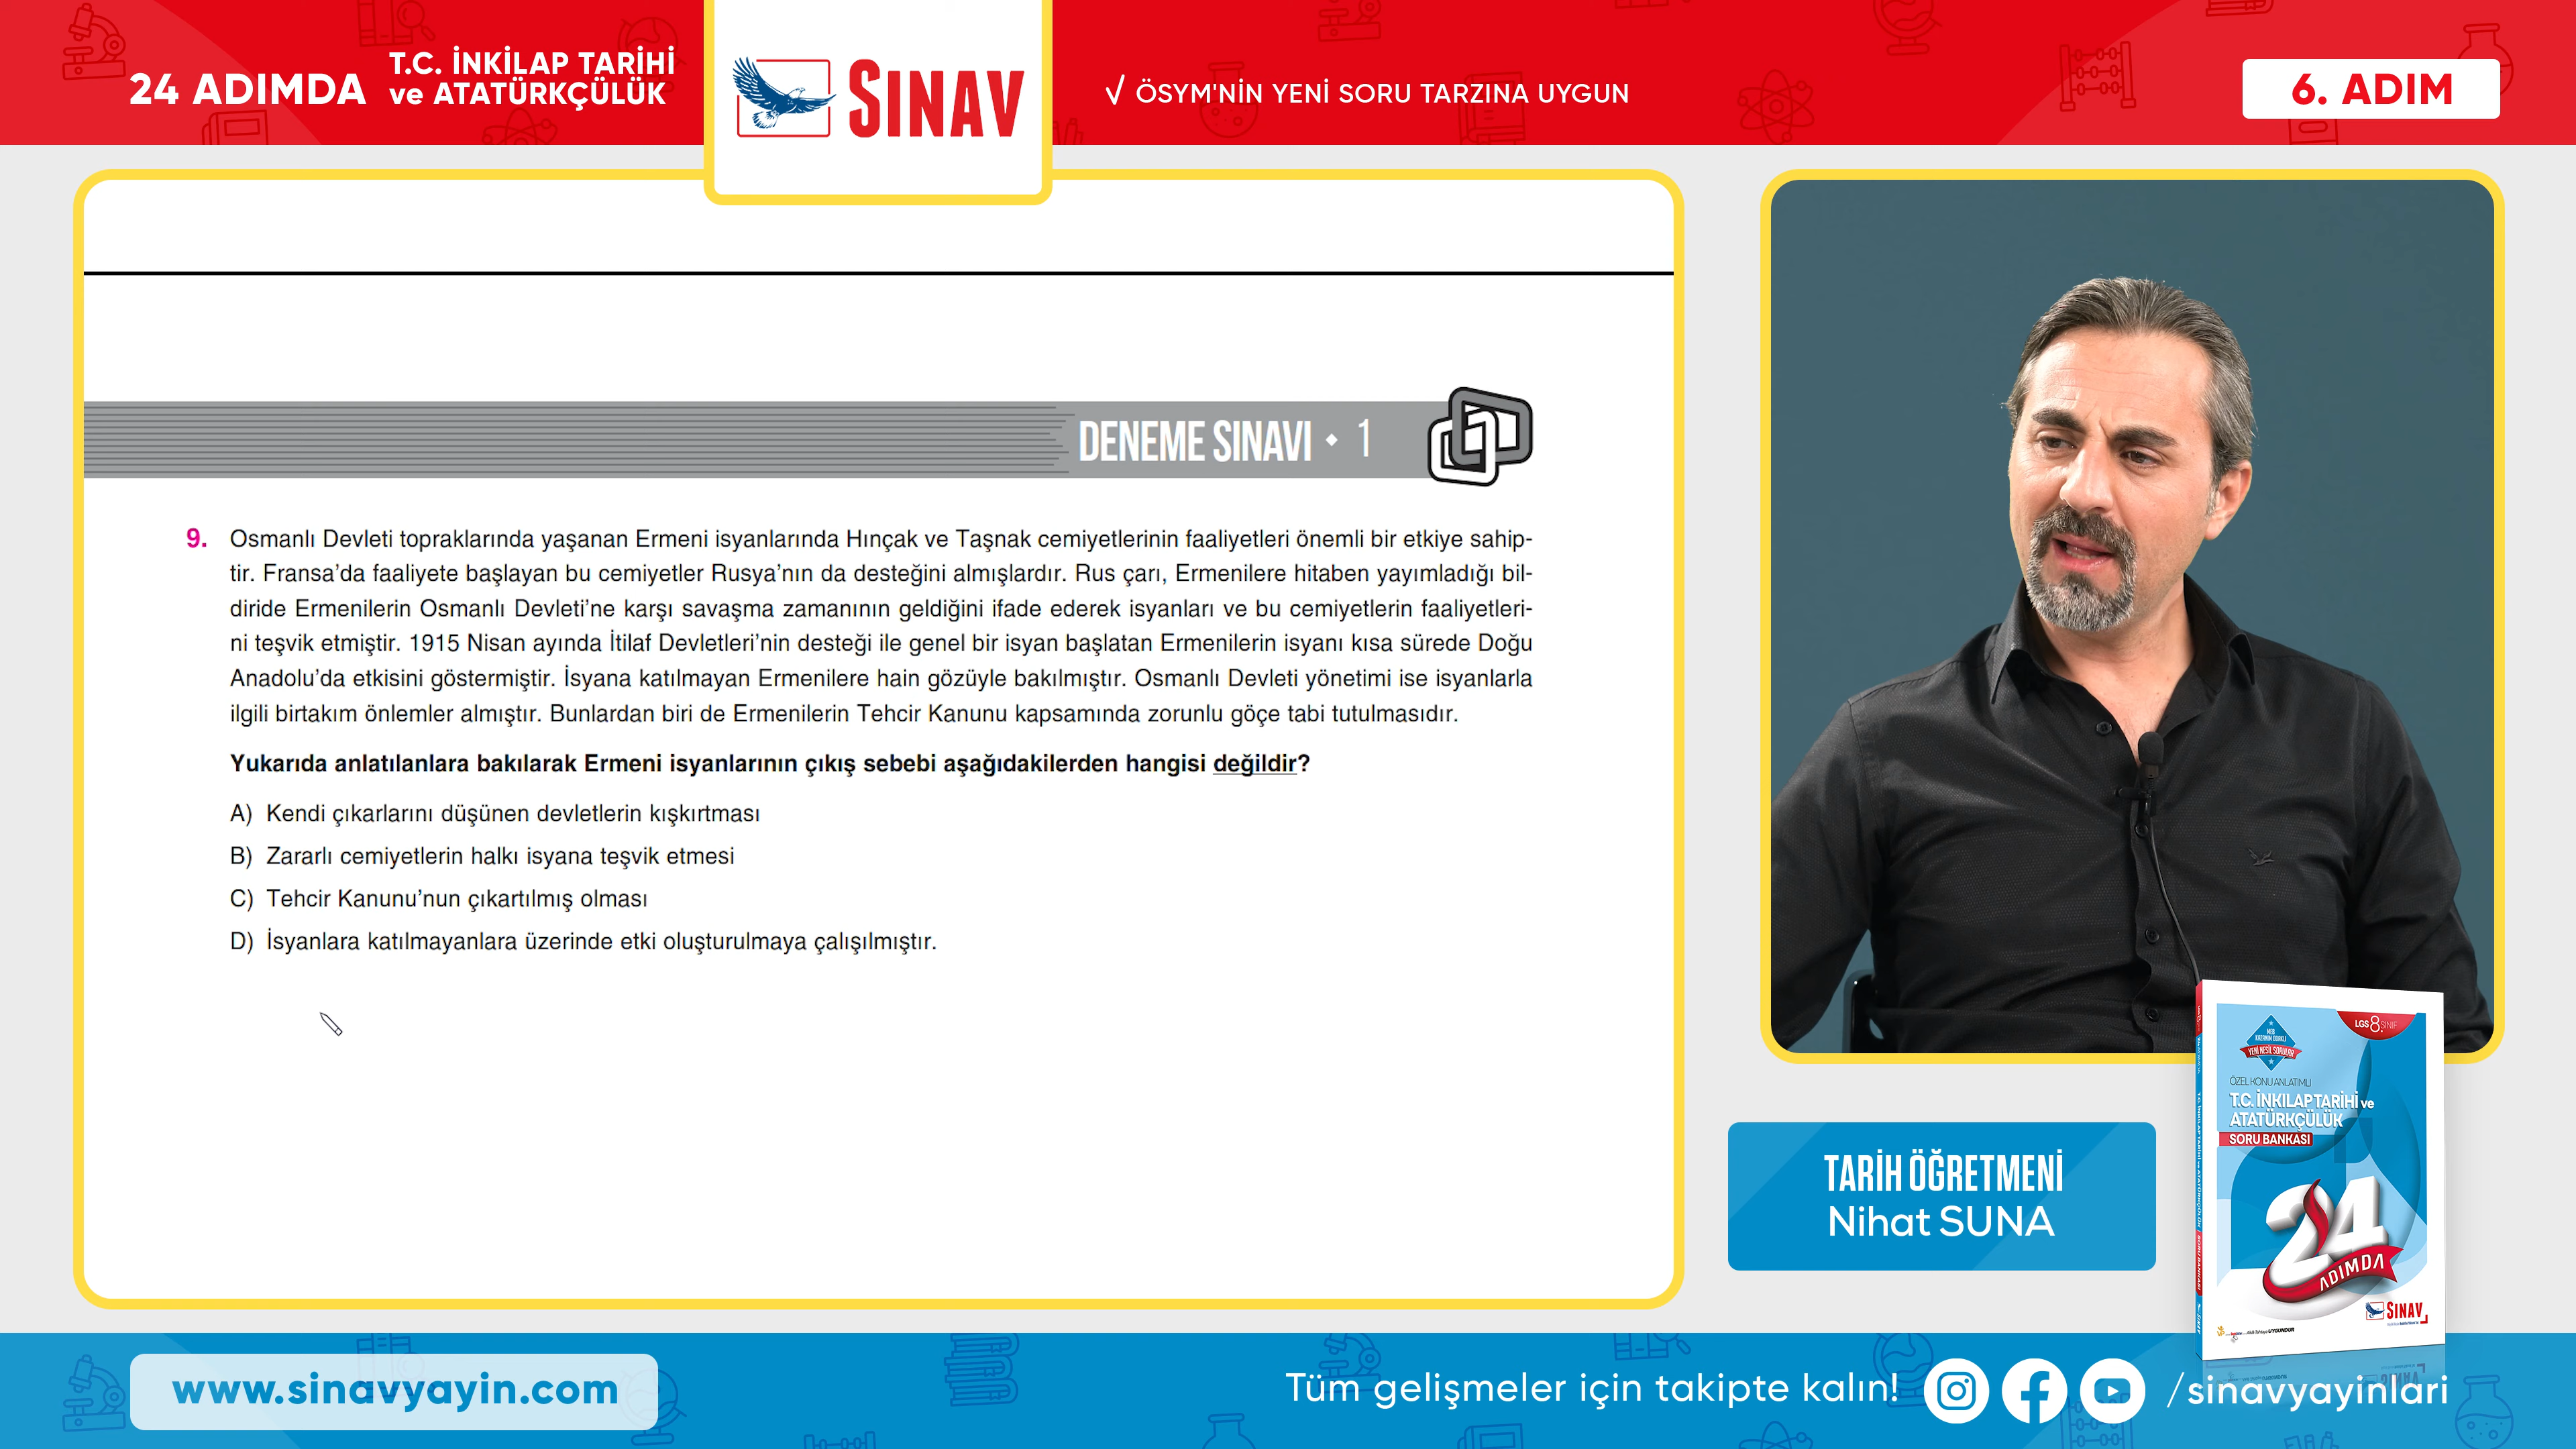 24 ADIMDA
T.C. İNKİLAP TARİHİ
ve ATATÜRKÇÜLÜK
SINAV
√ ÖSYM'NİN YENİ SORU TARZINA UYGUN
6. ADIM
DENEME SINAVI • 1
9. Osmanlı Devleti topraklarında yaşanan Ermeni isyanlarında Hınçak ve Taşnak cemiyetlerinin faaliyetleri önemli bir etkiye sahip-
tir. Fransa’da faaliyete başlayan bu cemiyetler Rusya’nın da desteğini almışlardır. Rus çarı, Ermenilere hitaben yayımladığı bil-
diride Ermenilerin Osmanlı Devleti’ne karşı savaşma zamanının geldiğini ifade ederek isyanları ve bu cemiyetlerin faaliyetleri-
ni teşvik etmiştir. 1915 Nisan ayında İtilaf Devletleri’nin desteği ile genel bir isyan başlatan Ermenilerin isyanı kısa sürede Doğu
Anadolu’da etkisini göstermiştir. İsyana katılmayan Ermenilere hain gözüyle bakılmıştır. Osmanlı Devleti yönetimi ise isyanlarla
ilgili birtakım önlemler almıştır. Bunlardan biri de Ermenilerin Tehcir Kanunu kapsamında zorunlu göçe tabi tutulmasıdır.
Yukarıda anlatılanlara bakılarak Ermeni isyanlarının çıkış sebebi aşağıdakilerden hangisi değildir?
A) Kendi çıkarlarını düşünen devletlerin kışkırtması
B) Zararlı cemiyetlerin halkı isyana teşvik etmesi
C) Tehcir Kanunu’nun çıkartılmış olması
D) İsyanlara katılmayanlara üzerinde etki oluşturulmaya çalışılmıştır.
TARİH ÖĞRETMENİ
Nihat SUNA
LGS 8. SINIF
YENİ NESİL SORULAR
ÖZEL KONU ANLATIMLI
T.C. İNKILAP TARİHİ ve
ATATÜRKÇÜLÜK
SORU BANKASI
24
ADIMDA
SINAV
www.sinavyayin.com
Tüm gelişmeler için takipte kalın!
/sinavyayinlari